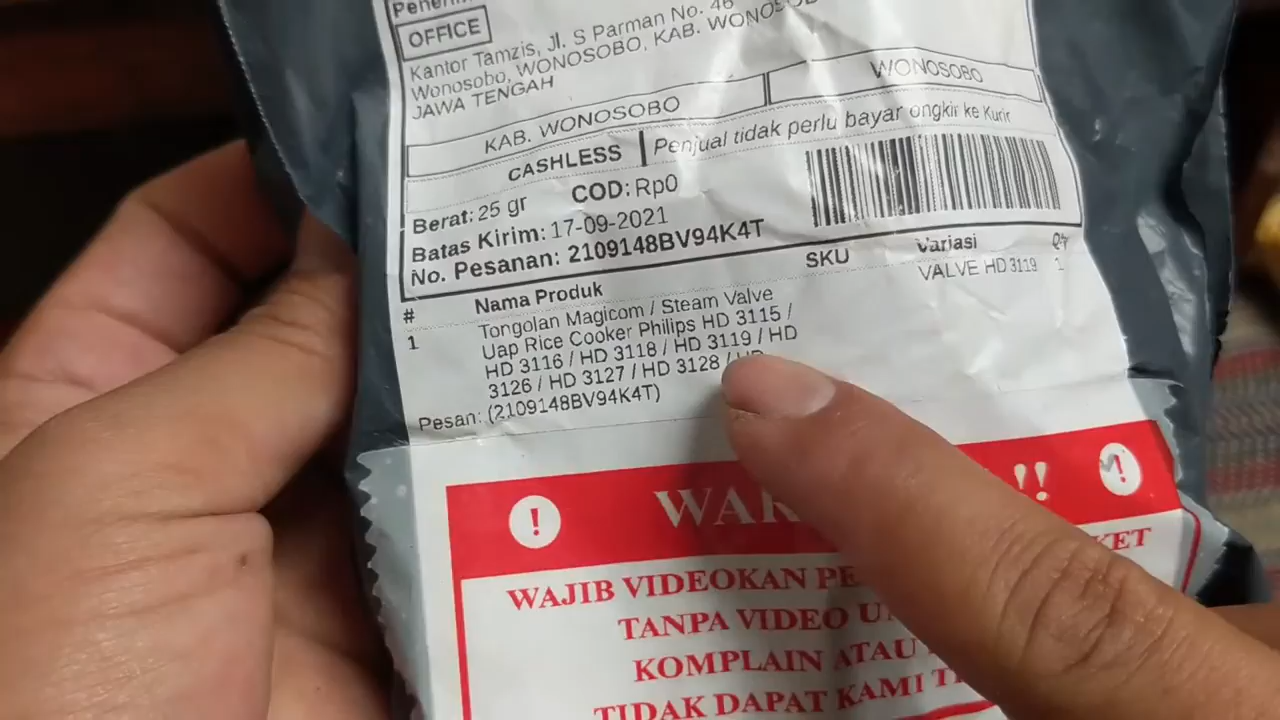 OFFICE
Kantor Tamzis, Jl. S Parman No. 46
Wonosobo, WONOSOBO, KAB. WONOSOBO
JAWA TENGAH
KAB. WONOSOBO
WONOSOBO
CASHLESS
Penjual tidak perlu bayar ongkir ke Kurir
Berat: 25 gr
COD: Rp0
Batas Kirim: 17-09-2021
No. Pesanan: 2109148BV94K4T
# Nama Produk SKU Variasi
1 Tongolan Magicom / Steam Valve VALVE HD 3119 1
Uap Rice Cooker Philips HD 3115 /
HD 3116 / HD 3118 / HD 3119 / HD
3126 / HD 3127 / HD 3128 /
Pesan: (2109148BV94K4T)
! !! !
WAJIB VIDEOKAN
TANPA VIDEO
KOMPLAIN ATAU
TIDAK DAPAT KAMI